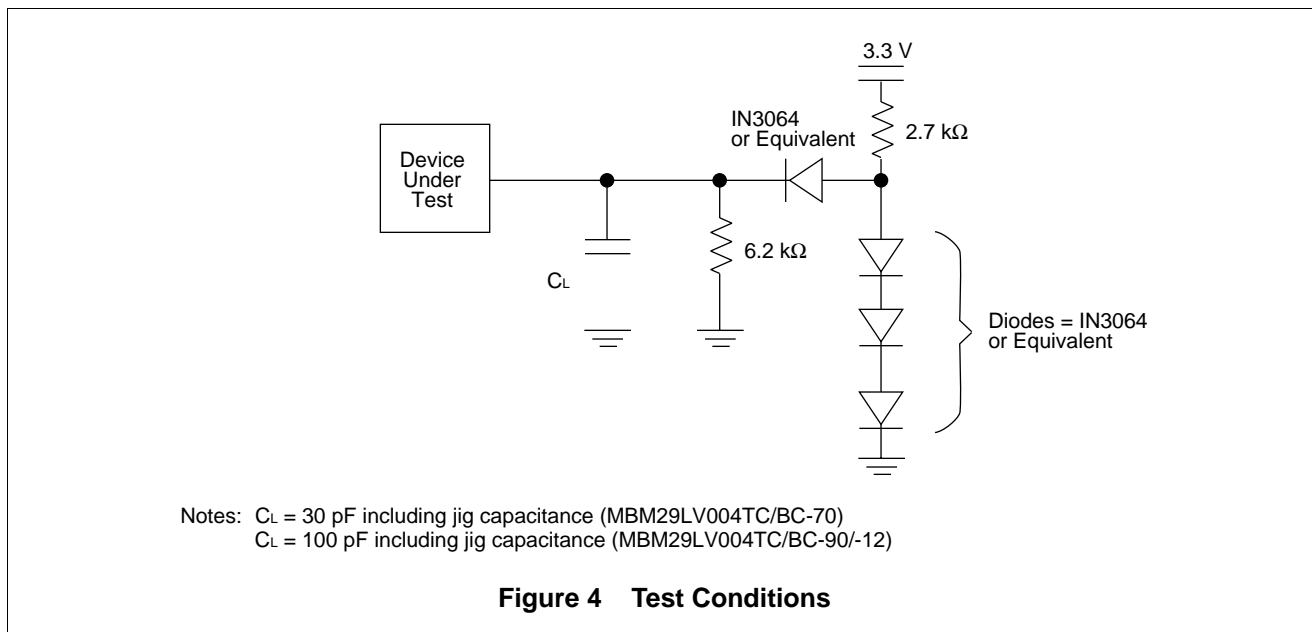 3.3 V
IN3064
or Equivalent
2.7 kΩ
Device
Under
Test
6.2 kΩ
CL
Diodes = IN3064
or Equivalent
Notes: CL = 30 pF including jig capacitance (MBM29LV004TC/BC-70)
CL = 100 pF including jig capacitance (MBM29LV004TC/BC-90/-12)
Figure 4 Test Conditions